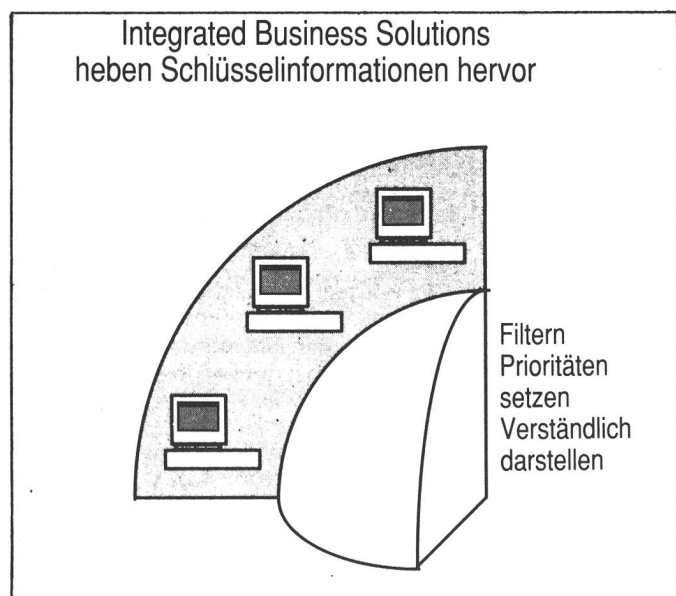 Integrated Business Solutions
heben Schlüsselinformationen hervor
Filtern
Prioritäten
setzen
Verständlich
darstellen